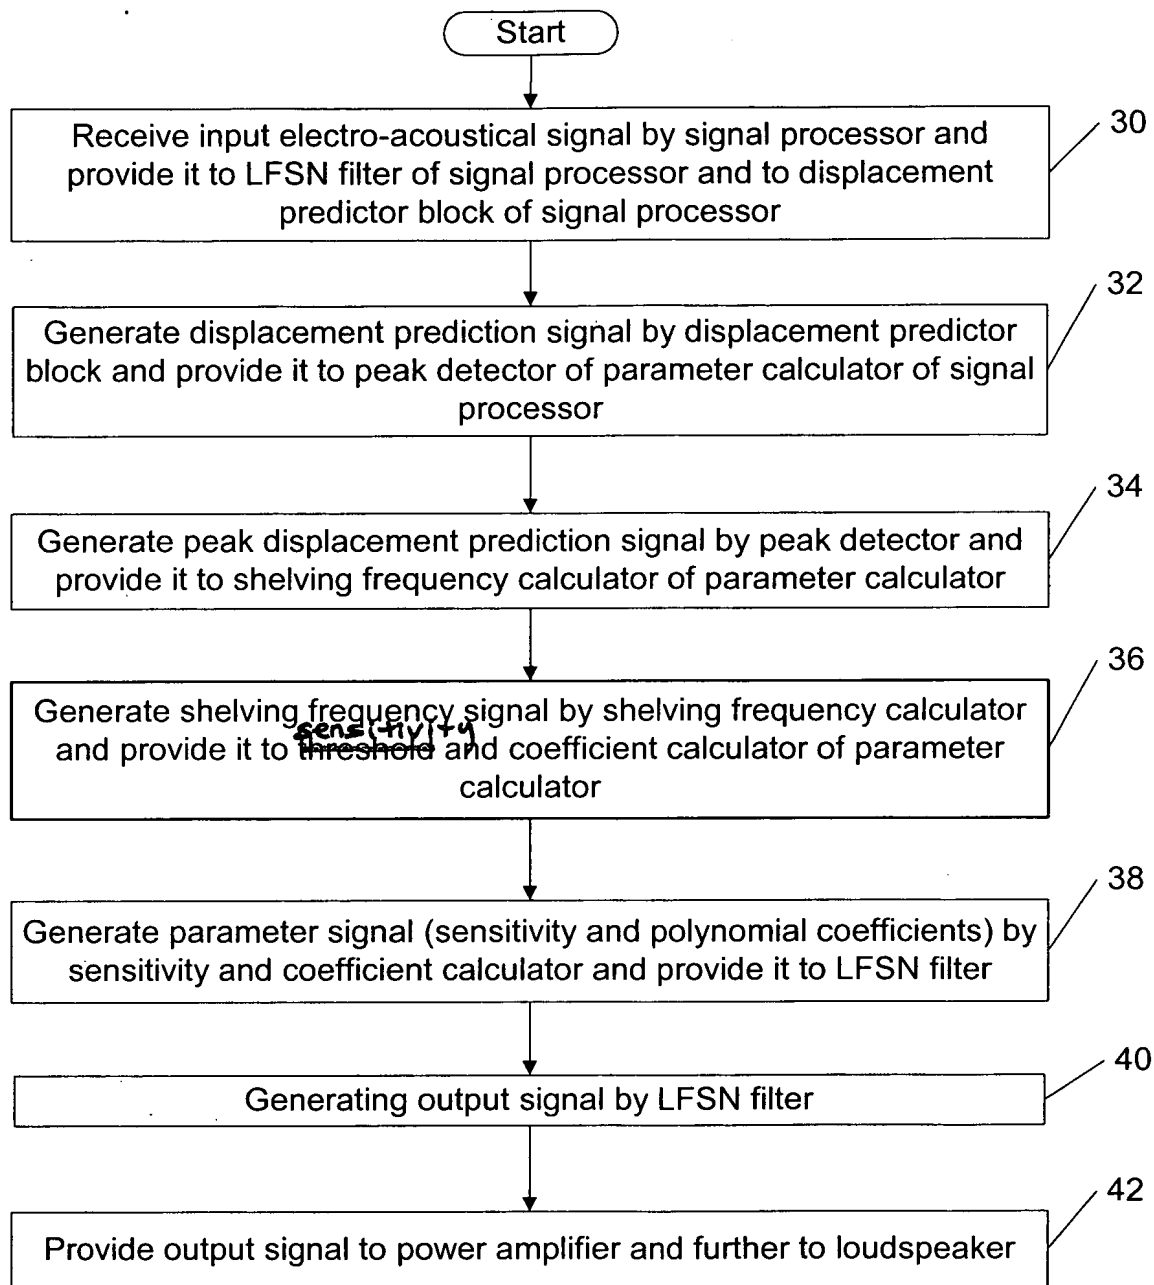 Start
Receive input electro-acoustical signal by signal processor and
provide it to LFSN filter of signal processor and to displacement
predictor block of signal processor
30
Generate displacement prediction signal by displacement predictor
block and provide it to peak detector of parameter calculator of signal
processor
32
Generate peak displacement prediction signal by peak detector and
provide it to shelving frequency calculator of parameter calculator
34
Generate shelving frequency signal by shelving frequency calculator
sensitivity
and provide it to threshold and coefficient calculator of parameter
calculator
36
Generate parameter signal (sensitivity and polynomial coefficients) by
sensitivity and coefficient calculator and provide it to LFSN filter
38
Generating output signal by LFSN filter
40
Provide output signal to power amplifier and further to loudspeaker
42